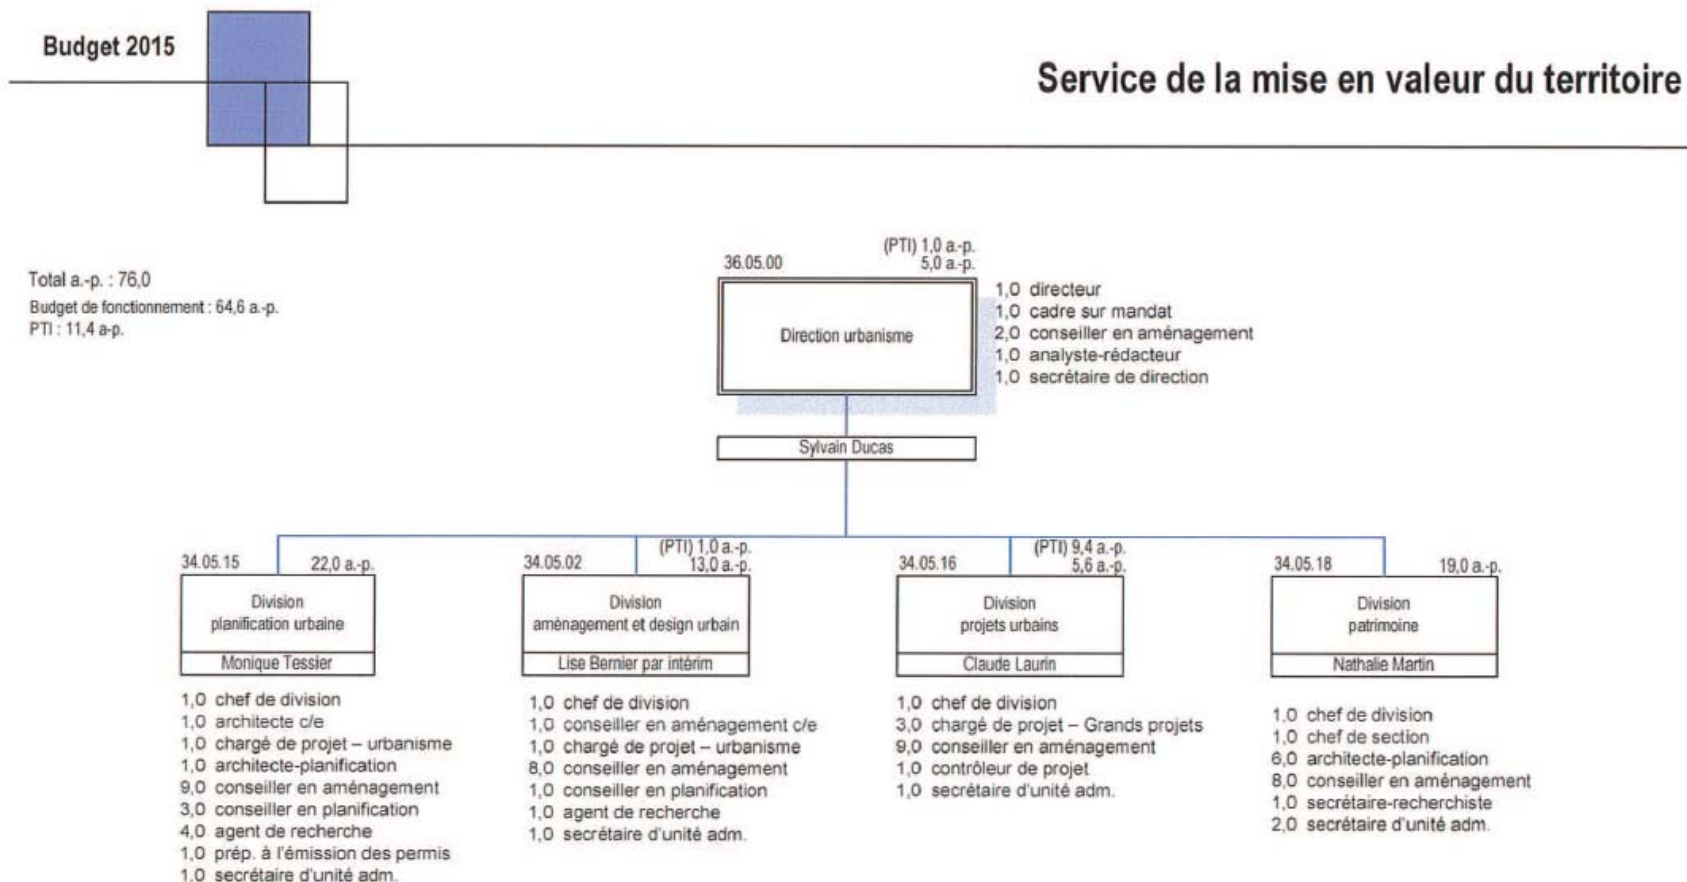 Budget 2015
Service de la mise en valeur du territoire
Total a.-p. : 76,0
Budget de fonctionnement : 64,6 a.-p.
PTI : 11,4 a-p.
(PTI) 1,0 a.-p.
36.05.00 5,0 a.-p.
Direction urbanisme
1,0 directeur
1,0 cadre sur mandat
2,0 conseiller en aménagement
1,0 analyste-rédacteur
1,0 secrétaire de direction
Sylvain Ducas
34.05.15 22,0 a.-p.
Division
planification urbaine
Monique Tessier
1,0 chef de division
1,0 architecte c/e
1,0 chargé de projet – urbanisme
1,0 architecte-planification
9,0 conseiller en aménagement
3,0 conseiller en planification
4,0 agent de recherche
1,0 prép. à l'émission des permis
1,0 secrétaire d'unité adm.
(PTI) 1,0 a.-p.
34.05.02 13,0 a.-p.
Division
aménagement et design urbain
Lise Bernier par intérim
1,0 chef de division
1,0 conseiller en aménagement c/e
1,0 chargé de projet – urbanisme
8,0 conseiller en aménagement
1,0 conseiller en planification
1,0 agent de recherche
1,0 secrétaire d'unité adm.
(PTI) 9,4 a.-p.
34.05.16 5,6 a.-p.
Division
projets urbains
Claude Laurin
1,0 chef de division
3,0 chargé de projet – Grands projets
9,0 conseiller en aménagement
1,0 contrôleur de projet
1,0 secrétaire d'unité adm.
34.05.18 19,0 a.-p.
Division
patrimoine
Nathalie Martin
1,0 chef de division
1,0 chef de section
6,0 architecte-planification
8,0 conseiller en aménagement
1,0 secrétaire-recherchiste
2,0 secrétaire d'unité adm.